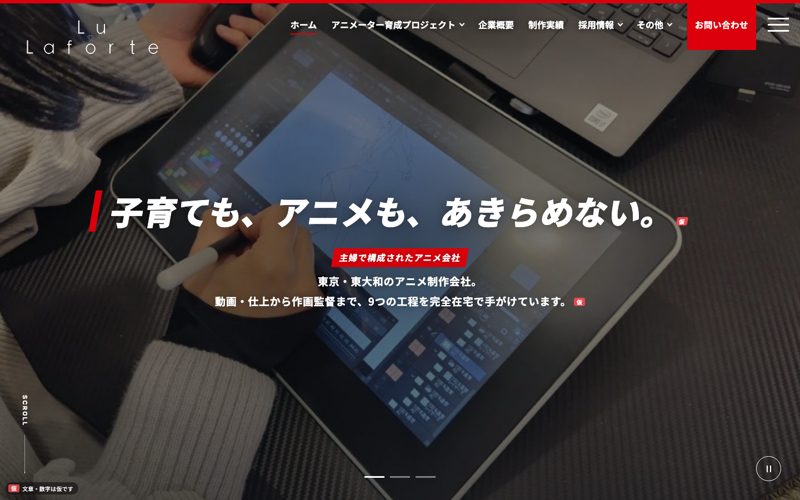 Lu
Laforte
ホーム
アニメーター育成プロジェクト
企業概要
制作実績
採用情報
その他
お問い合わせ
子育ても、アニメも、あきらめない。仮
主婦で構成されたアニメ会社
東京・東大和のアニメ制作会社。
動画・仕上から作画監督まで、9つの工程を完全在宅で手がけています。仮
SCROLL
仮 文章・数字は仮です